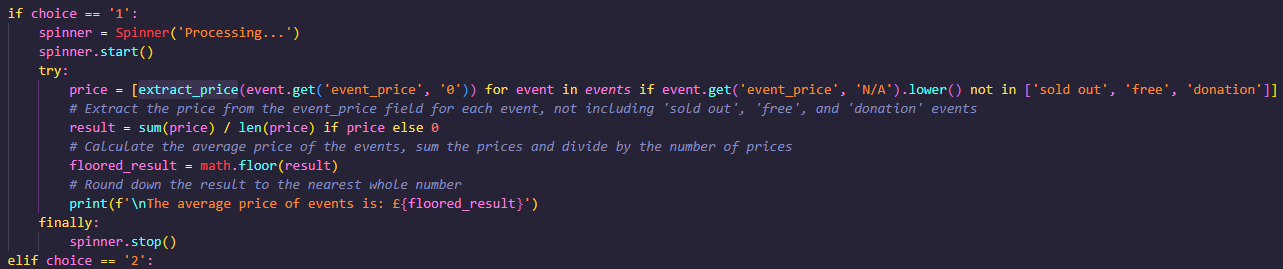 if choice == '1':
    spinner = Spinner('Processing...')
    spinner.start()
    try:
        price = [extract_price(event.get('event_price', '0')) for event in events if event.get('event_price', 'N/A').lower() not in ['sold out', 'free', 'donation']]
        # Extract the price from the event_price field for each event, not including 'sold out', 'free', and 'donation' events
        result = sum(price) / len(price) if price else 0
        # Calculate the average price of the events, sum the prices and divide by the number of prices
        floored_result = math.floor(result)
        # Round down the result to the nearest whole number
        print(f'\nThe average price of events is: £{floored_result}')
    finally:
        spinner.stop()
elif choice == '2':